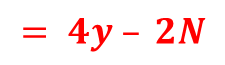 = 4y – 2N